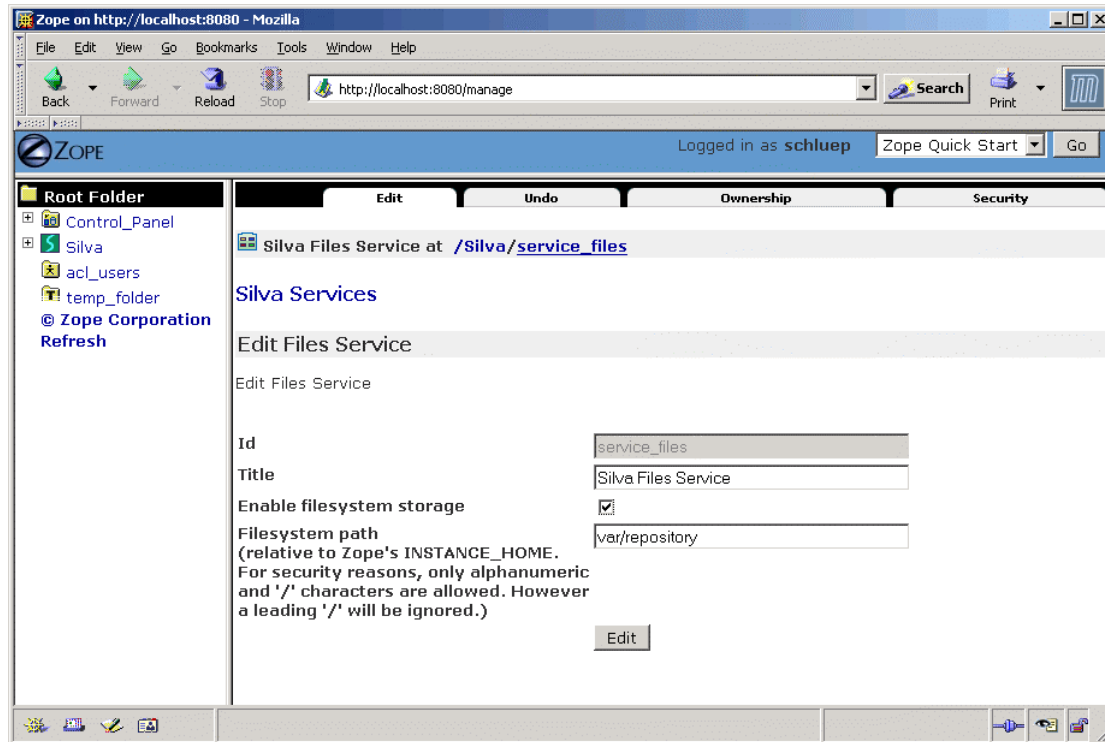 Zope on http://localhost:8080 - Mozilla
File Edit View Go Bookmarks Tools Window Help
Back Forward Reload Stop http://localhost:8080/manage Search Print
ZOPE Logged in as schluep Zope Quick Start Go
Root Folder
Control_Panel
Silva
acl_users
temp_folder
© Zope Corporation
Refresh
Edit Undo Ownership Security
Silva Files Service at /Silva/service_files
Silva Services
Edit Files Service
Edit Files Service
Id service_files
Title Silva Files Service
Enable filesystem storage
Filesystem path var/repository
(relative to Zope's INSTANCE_HOME.
For security reasons, only alphanumeric
and '/' characters are allowed. However
a leading '/' will be ignored.)
Edit